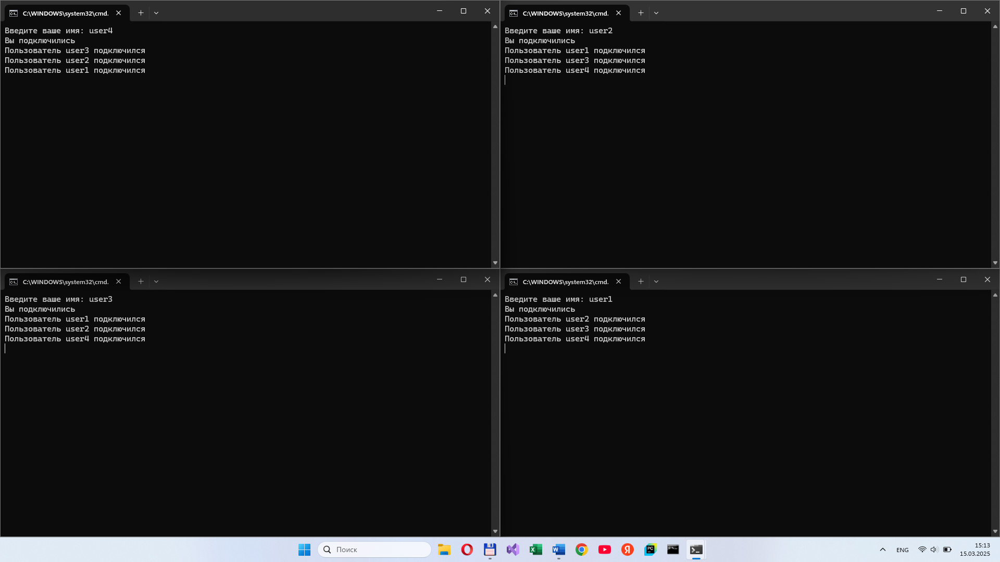 C:\WINDOWS\system32\cmd.
Введите ваше имя: user4
Вы подключились
Пользователь user3 подключился
Пользователь user2 подключился
Пользователь user1 подключился
C:\WINDOWS\system32\cmd.
Введите ваше имя: user2
Вы подключились
Пользователь user1 подключился
Пользователь user3 подключился
Пользователь user4 подключился
C:\WINDOWS\system32\cmd.
Введите ваше имя: user3
Вы подключились
Пользователь user1 подключился
Пользователь user2 подключился
Пользователь user4 подключился
C:\WINDOWS\system32\cmd.
Введите ваше имя: user1
Вы подключились
Пользователь user2 подключился
Пользователь user3 подключился
Пользователь user4 подключился
Поиск
ENG
15:13
15.03.2025